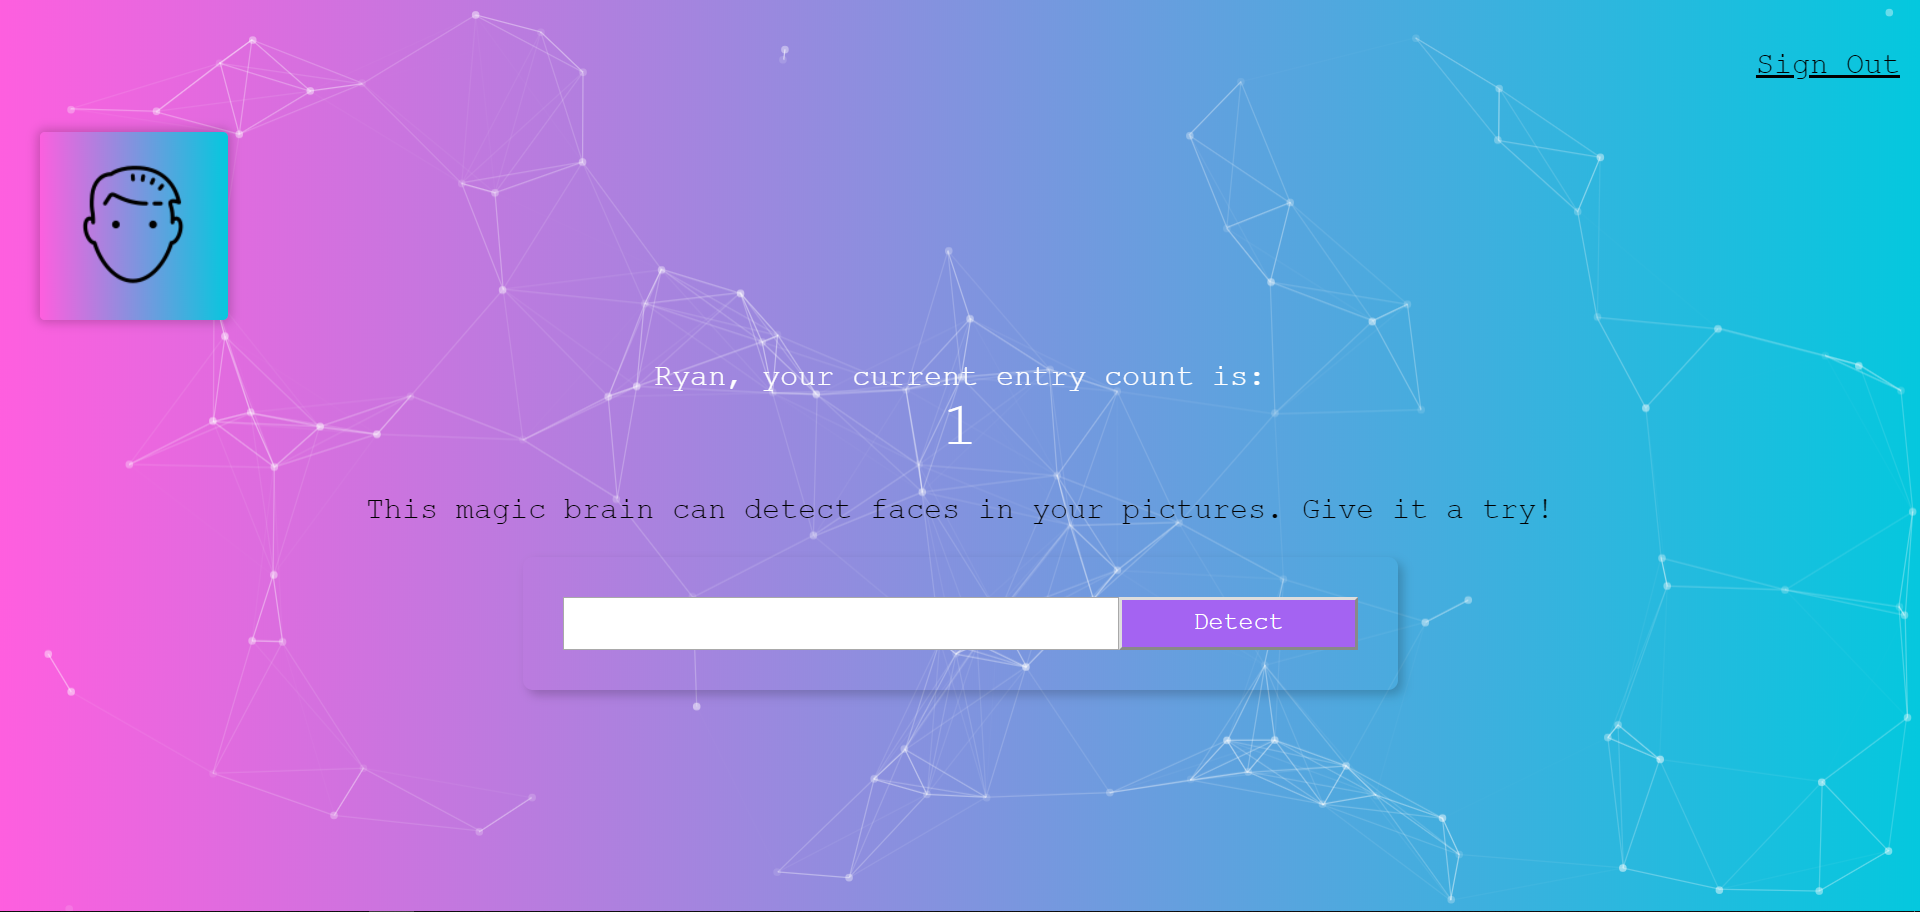 Sign Out
Ryan, your current entry count is:
1
This magic brain can detect faces in your pictures. Give it a try!
Detect